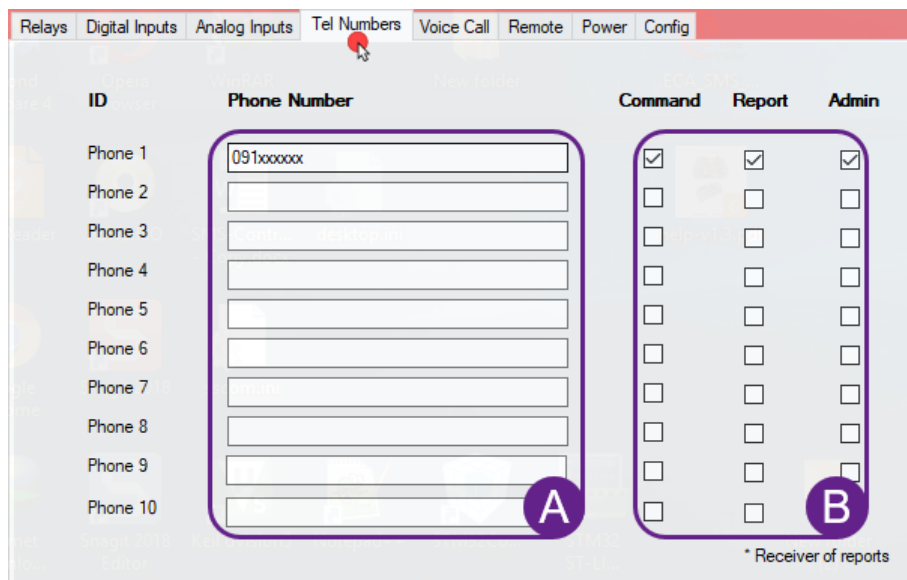 Relays Digital Inputs Analog Inputs Tel Numbers Voice Call Remote Power Config
ID Phone Number Command Report Admin
Phone 1 091xxxxxx
Phone 2
Phone 3
Phone 4
Phone 5
Phone 6
Phone 7
Phone 8
Phone 9
Phone 10
A B
* Receiver of reports